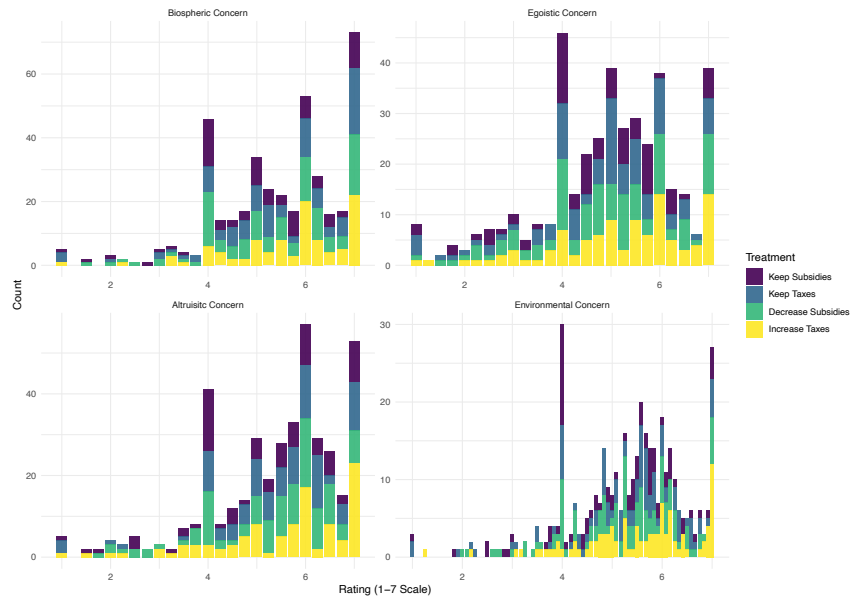 Biospheric Concern
Egoistic Concern
60
40
20
0
2
4
6
40
30
20
10
0
2
4
6
Count
Altruisitc Concern
Environmental Concern
40
20
0
2
4
6
30
20
10
0
2
4
6
Rating (1–7 Scale)
Treatment
Keep Subsidies
Keep Taxes
Decrease Subsidies
Increase Taxes